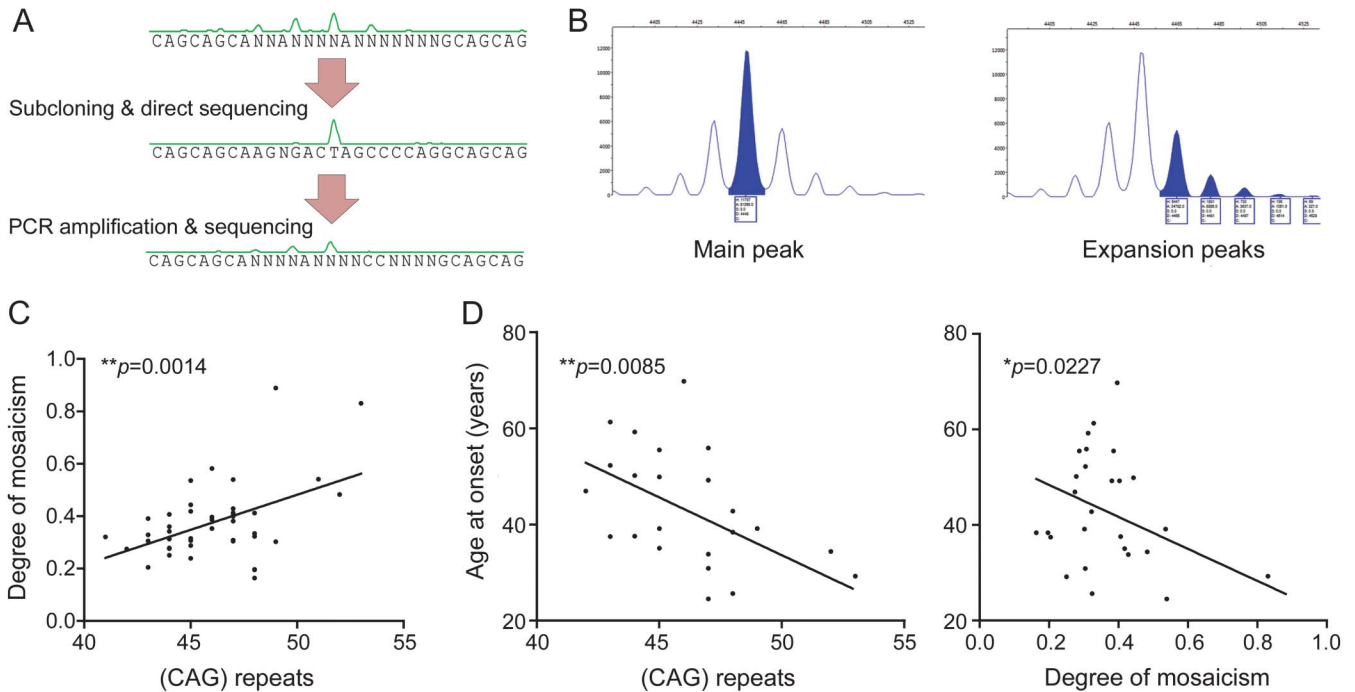 A
CAGCAGCANNANNNNANNNNNNNGCAGCAG
Subcloning & direct sequencing
CAGCAGCAAGNGACTAGCCCCAGGCAGCAG
PCR amplification & sequencing
CAGCAGCANNNNANNNNCCNNNNGCAGCAG
B
4405 4425 4445 4465 4485 4505 4525
12000
10000
8000
6000
4000
2000
0
Main peak
4405 4425 4445 4465 4485 4505 4525
12000
10000
8000
6000
4000
2000
0
Expansion peaks
C
**p=0.0014
Degree of mosaicism
1.0
0.8
0.6
0.4
0.2
0.0
40 45 50 55
(CAG) repeats
D
**p=0.0085
Age at onset (years)
80
60
40
20
40 45 50 55
(CAG) repeats
*p=0.0227
80
60
40
20
0.0 0.2 0.4 0.6 0.8 1.0
Degree of mosaicism